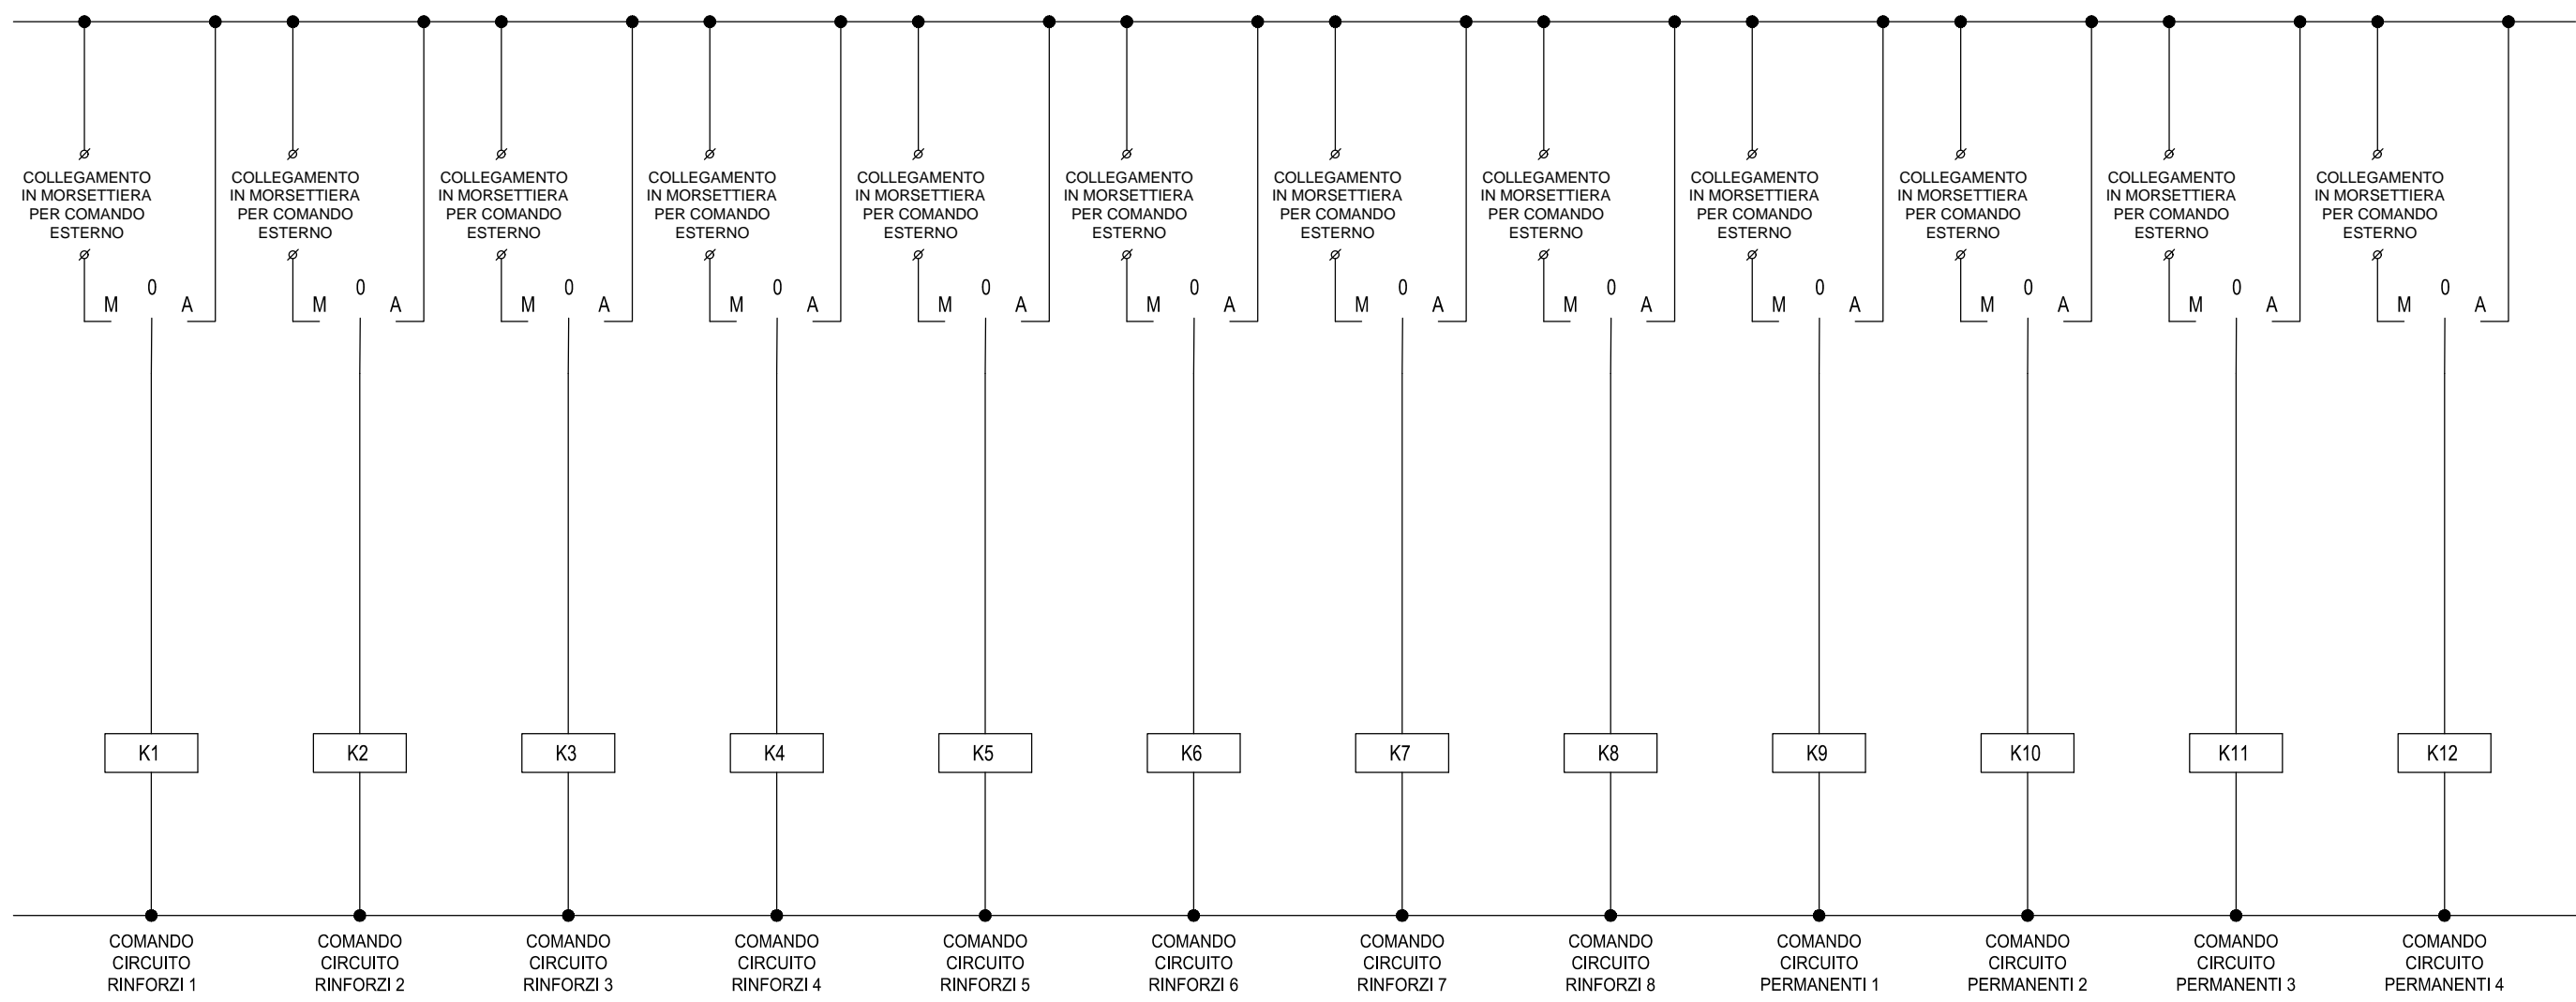 COLLEGAMENTO
IN MORSETTIERA
PER COMANDO
ESTERNO
M 0 A
K1
COMANDO
CIRCUITO
RINFORZI 1
COLLEGAMENTO
IN MORSETTIERA
PER COMANDO
ESTERNO
M 0 A
K2
COMANDO
CIRCUITO
RINFORZI 2
COLLEGAMENTO
IN MORSETTIERA
PER COMANDO
ESTERNO
M 0 A
K3
COMANDO
CIRCUITO
RINFORZI 3
COLLEGAMENTO
IN MORSETTIERA
PER COMANDO
ESTERNO
M 0 A
K4
COMANDO
CIRCUITO
RINFORZI 4
COLLEGAMENTO
IN MORSETTIERA
PER COMANDO
ESTERNO
M 0 A
K5
COMANDO
CIRCUITO
RINFORZI 5
COLLEGAMENTO
IN MORSETTIERA
PER COMANDO
ESTERNO
M 0 A
K6
COMANDO
CIRCUITO
RINFORZI 6
COLLEGAMENTO
IN MORSETTIERA
PER COMANDO
ESTERNO
M 0 A
K7
COMANDO
CIRCUITO
RINFORZI 7
COLLEGAMENTO
IN MORSETTIERA
PER COMANDO
ESTERNO
M 0 A
K8
COMANDO
CIRCUITO
RINFORZI 8
COLLEGAMENTO
IN MORSETTIERA
PER COMANDO
ESTERNO
M 0 A
K9
COMANDO
CIRCUITO
PERMANENTI 1
COLLEGAMENTO
IN MORSETTIERA
PER COMANDO
ESTERNO
M 0 A
K10
COMANDO
CIRCUITO
PERMANENTI 2
COLLEGAMENTO
IN MORSETTIERA
PER COMANDO
ESTERNO
M 0 A
K11
COMANDO
CIRCUITO
PERMANENTI 3
COLLEGAMENTO
IN MORSETTIERA
PER COMANDO
ESTERNO
M 0 A
K12
COMANDO
CIRCUITO
PERMANENTI 4